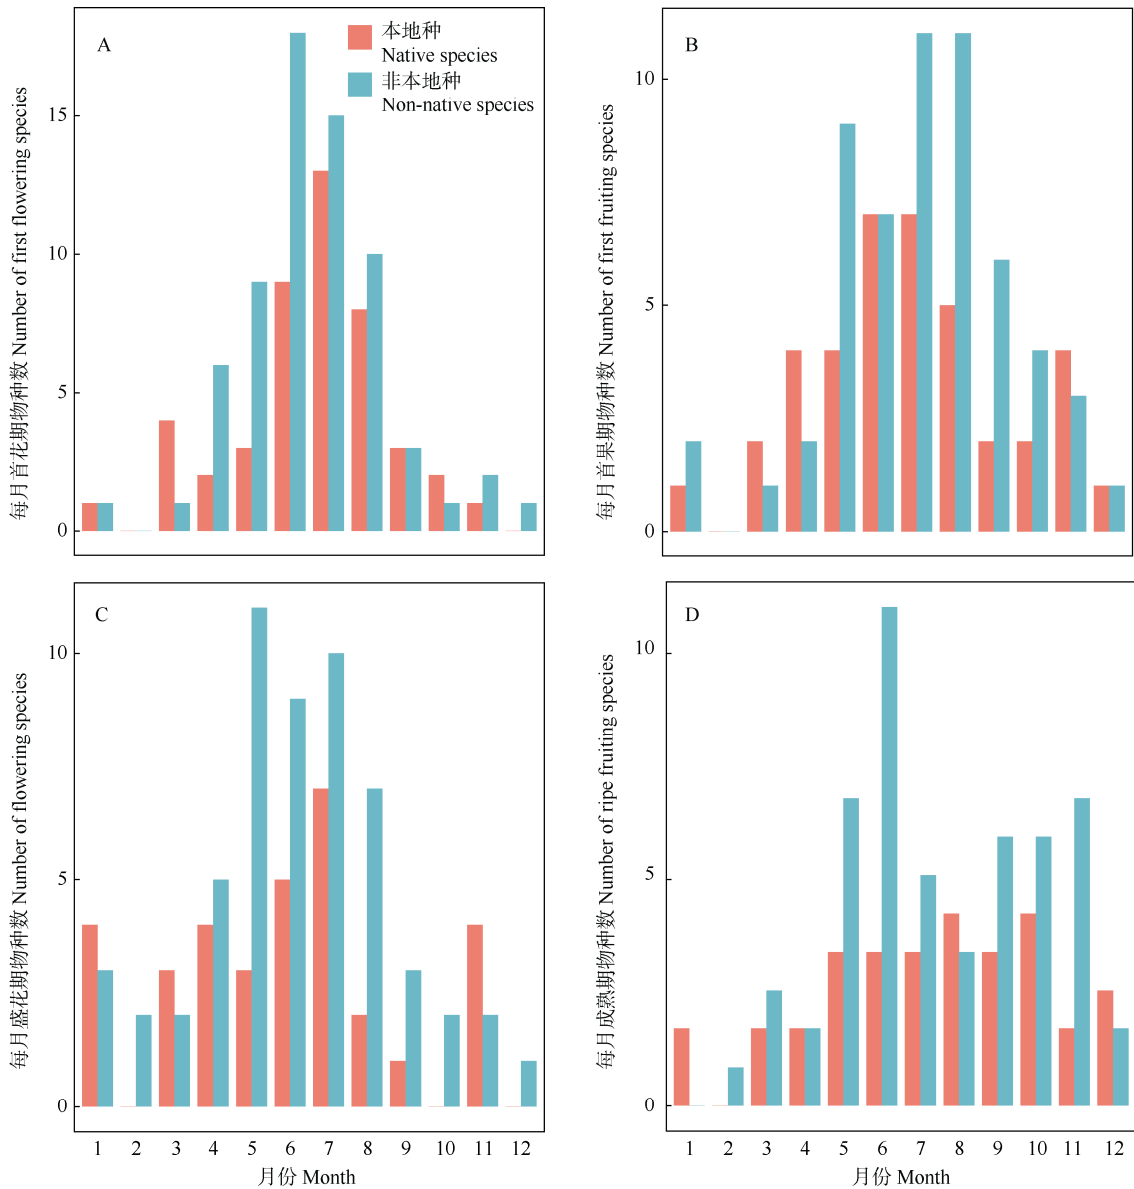 A
本地种
Native species
非本地种
Non-native species
15
10
5
0
每月首花期物种数 Number of first flowering species
B
10
5
0
每月首果期物种数 Number of first fruiting species
C
10
5
0
每月盛花期物种数 Number of flowering species
1 2 3 4 5 6 7 8 9 10 11 12
月份 Month
D
10
5
0
每月成熟期物种数 Number of ripe fruiting species
1 2 3 4 5 6 7 8 9 10 11 12
月份 Month